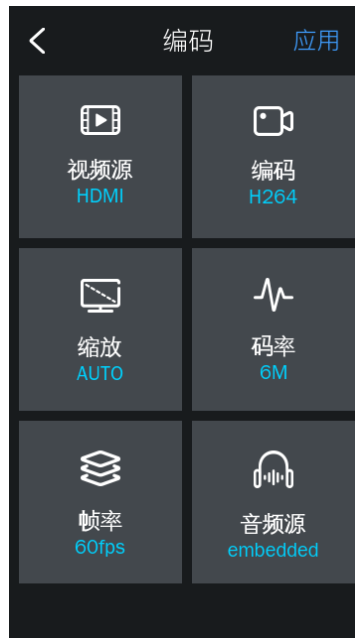 编码 应用
视频源 编码
HDMI H264
缩放 码率
AUTO 6M
帧率 音频源
60fps embedded